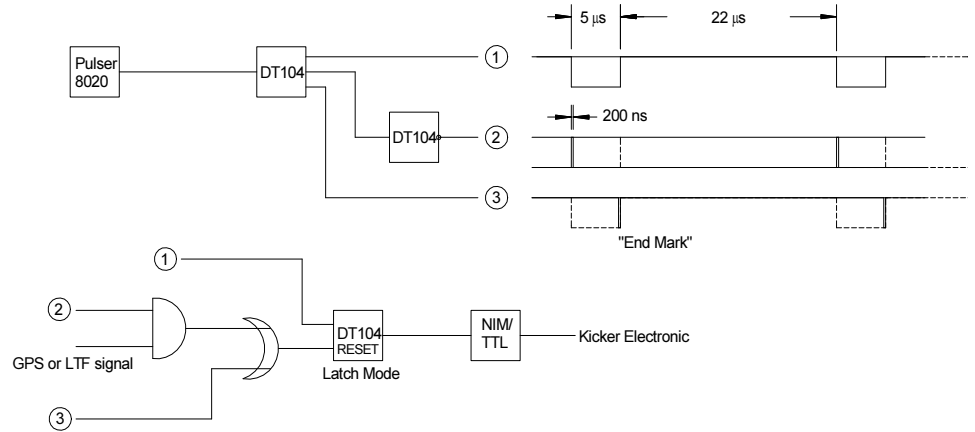 5 µs
22 µs
Pulser
8020
DT104
1
200 ns
DT104
2
3
"End Mark"
1
2
GPS or LTF signal
DT104
RESET
Latch Mode
NIM/
TTL
Kicker Electronic
3